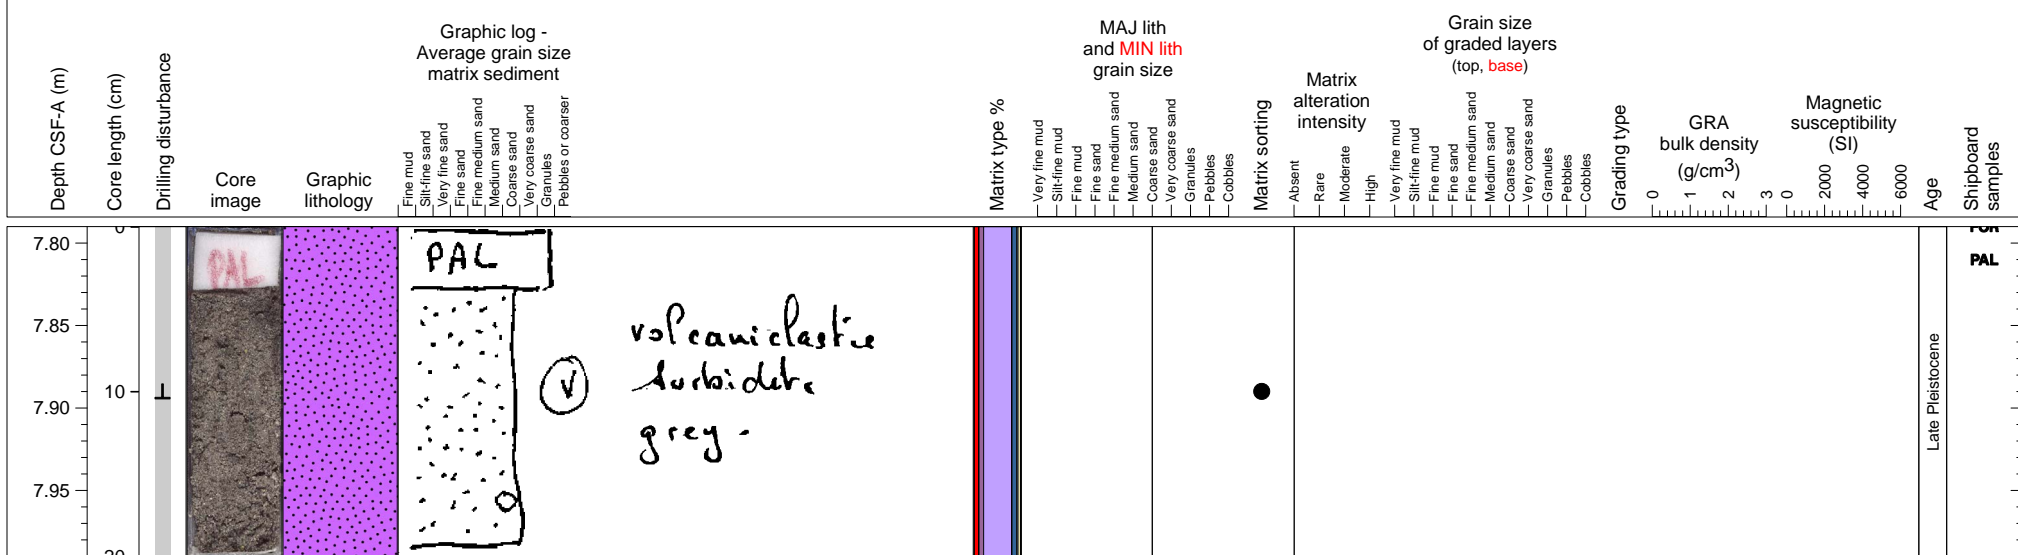 Depth CSF-A (m)
Core length (cm)
Drilling disturbance
Core
image
Graphic
lithology
Graphic log -
Average grain size
matrix sediment
Fine mud
Silt-fine sand
Very fine sand
Fine sand
Fine medium sand
Medium sand
Coarse sand
Very coarse sand
Granules
Pebbles or coarser
Matrix type %
MAJ lith
and MIN lith
grain size
Very fine mud
Silt-fine mud
Fine mud
Fine sand
Fine medium sand
Medium sand
Coarse sand
Very coarse sand
Granules
Pebbles
Cobbles
Matrix sorting
Matrix
alteration
intensity
Absent
Rare
Moderate
High
Grain size
of graded layers
(top, base)
Very fine mud
Silt-fine mud
Fine mud
Fine sand
Fine medium sand
Medium sand
Coarse sand
Very coarse sand
Granules
Pebbles
Cobbles
Grading type
GRA
bulk density
(g/cm3)
0 1 2 3
Magnetic
susceptibility
(SI)
0 2000 4000 6000
Age
Shipboard
samples
7.80
7.85
7.90
7.95
0
10
20
PAL
PAL
V
volcaniclastic
turbidite
grey -
Late Pleistocene
FOR
PAL